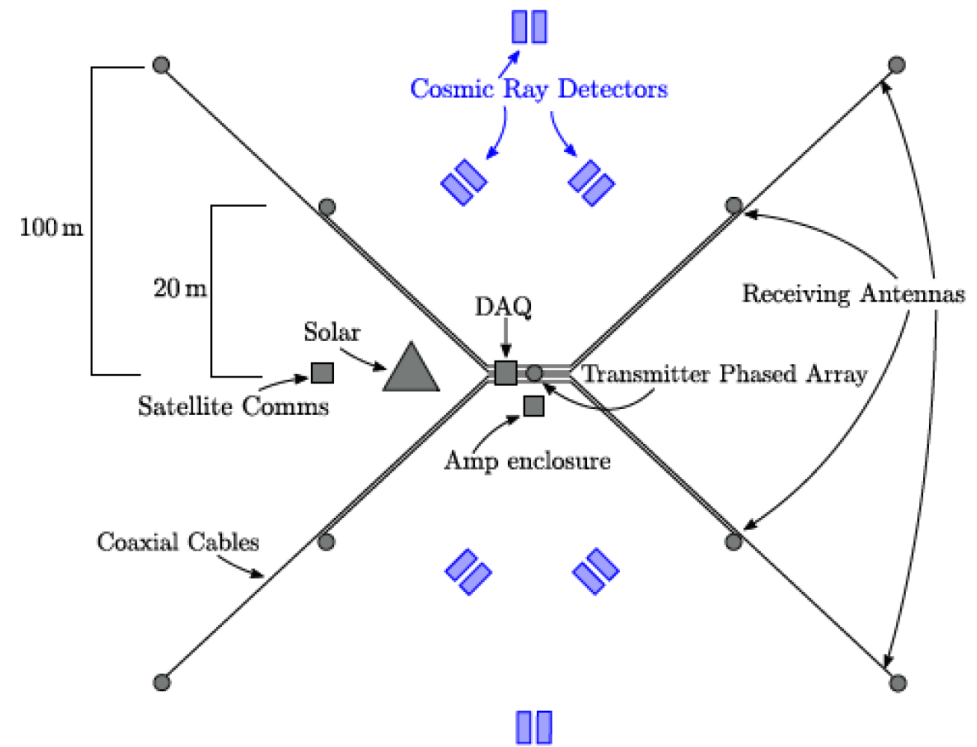 Cosmic Ray Detectors
100 m
20 m
Receiving Antennas
DAQ
Solar
Transmitter Phased Array
Satellite Comms
Amp enclosure
Coaxial Cables